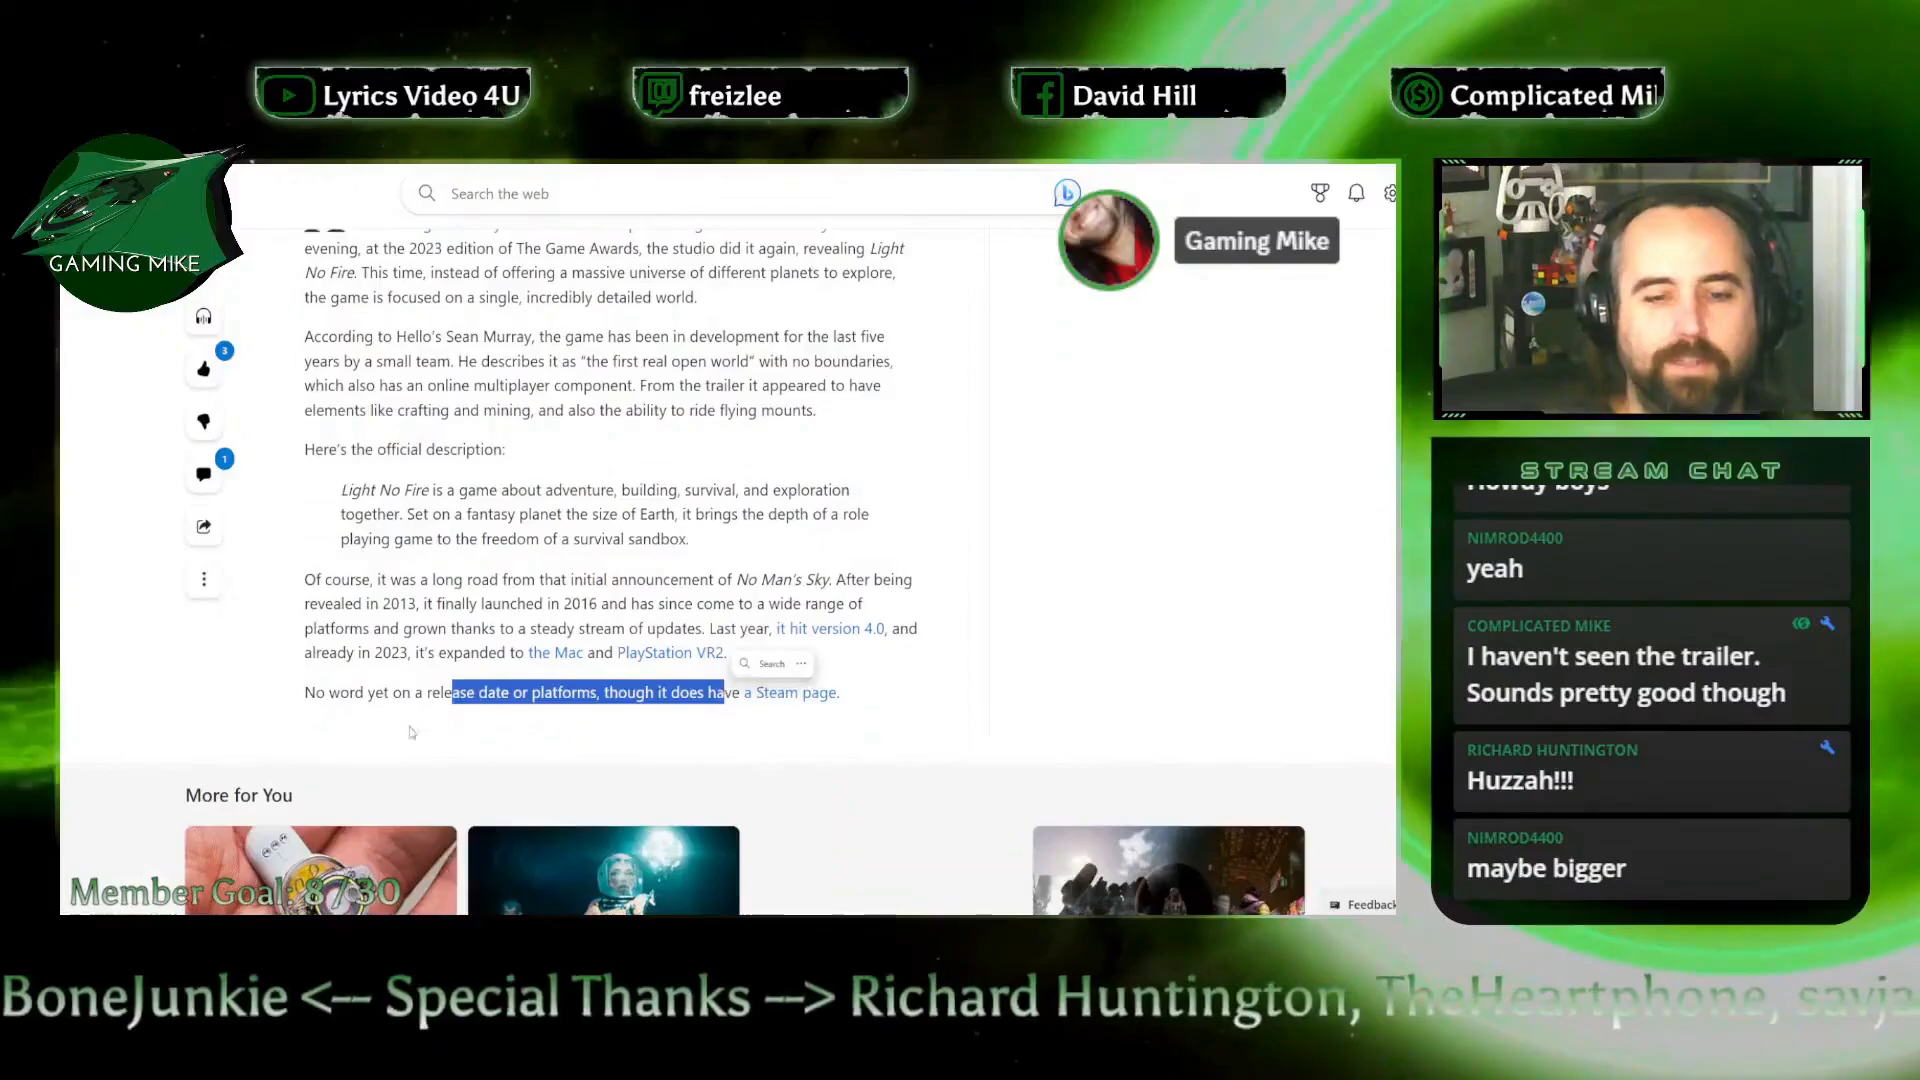 Lyrics Video 4U
freizlee
David Hill
Complicated Mil
GAMING MIKE
Search the web
Gaming Mike
evening, at the 2023 edition of The Game Awards, the studio did it again, revealing Light
No Fire. This time, instead of offering a massive universe of different planets to explore,
the game is focused on a single, incredibly detailed world.
3
According to Hello's Sean Murray, the game has been in development for the last five
years by a small team. He describes it as “the first real open world” with no boundaries,
which also has an online multiplayer component. From the trailer it appeared to have
elements like crafting and mining, and also the ability to ride flying mounts.
Here's the official description:
1
Light No Fire is a game about adventure, building, survival, and exploration
together. Set on a fantasy planet the size of Earth, it brings the depth of a role
playing game to the freedom of a survival sandbox.
Of course, it was a long road from that initial announcement of No Man's Sky. After being
revealed in 2013, it finally launched in 2016 and has since come to a wide range of
platforms and grown thanks to a steady stream of updates. Last year, it hit version 4.0, and
already in 2023, it's expanded to the Mac and PlayStation VR2.
Search ···
No word yet on a release date or platforms, though it does have a Steam page.
More for You
Member Goal: 8 / 30
Feedback
STREAM CHAT
Howdy boys
NIMROD4400
yeah
COMPLICATED MIKE
I haven't seen the trailer.
Sounds pretty good though
RICHARD HUNTINGTON
Huzzah!!!
NIMROD4400
maybe bigger
BoneJunkie <-- Special Thanks --> Richard Huntington, TheHeartphone, savja